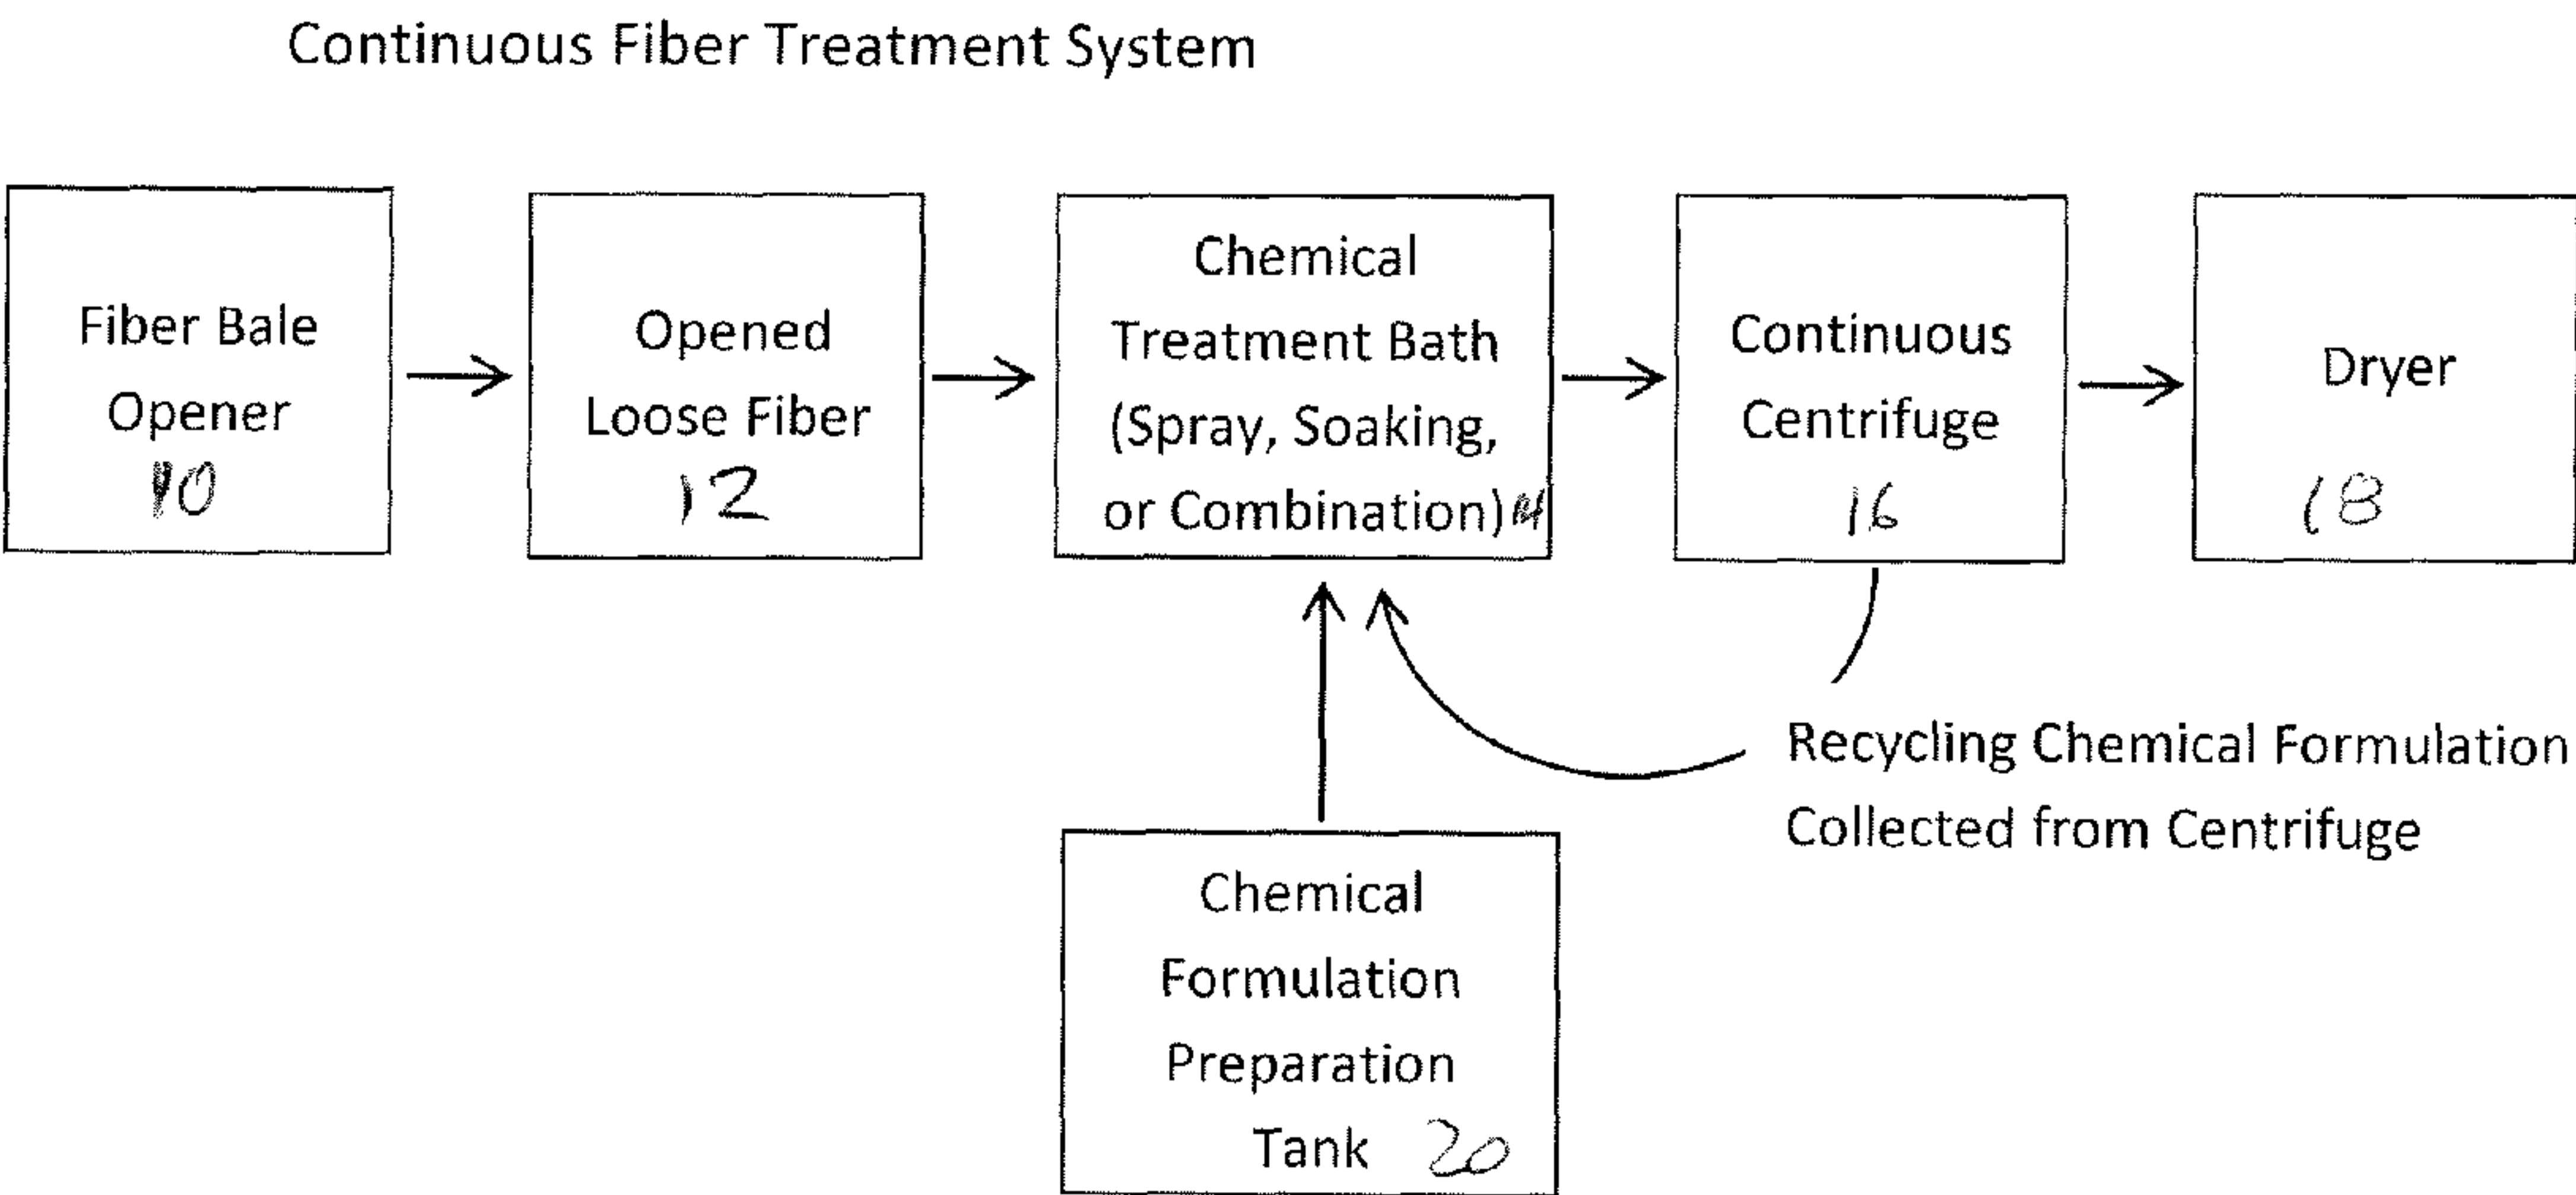 Continuous Fiber Treatment System
Fiber Bale
Opener
10
Opened
Loose Fiber
12
Chemical
Treatment Bath
(Spray, Soaking,
or Combination)
Continuous
Centrifuge
16
Dryer
18
Recycling Chemical Formulation
Collected from Centrifuge
Chemical
Formulation
Preparation
Tank 20